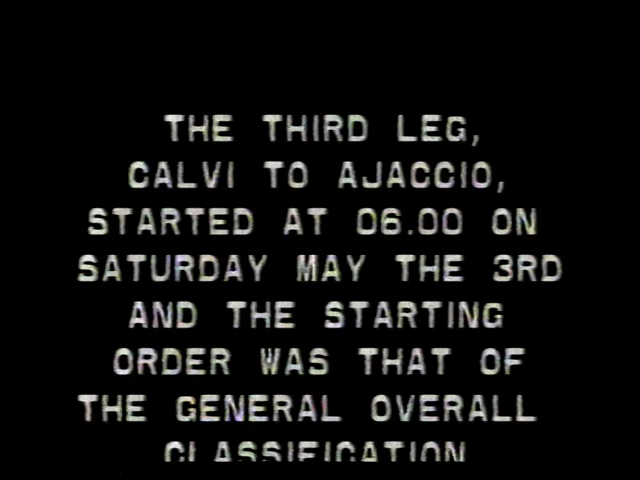 THE THIRD LEG,
CALVI TO AJACCIO,
STARTED AT 06.00 ON
SATURDAY MAY THE 3RD
AND THE STARTING
ORDER WAS THAT OF
THE GENERAL OVERALL
CLASSIFICATION